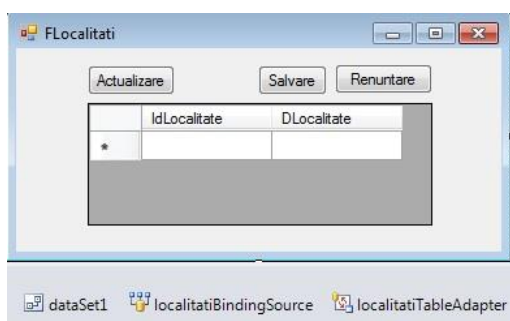 FLocalitati
Actualizare Salvare Renuntare
IdLocalitate DLocalitate
*
dataSet1 localitatiBindingSource localitatiTableAdapter